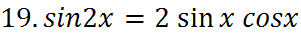 19. sin2x = 2 sin x cosx